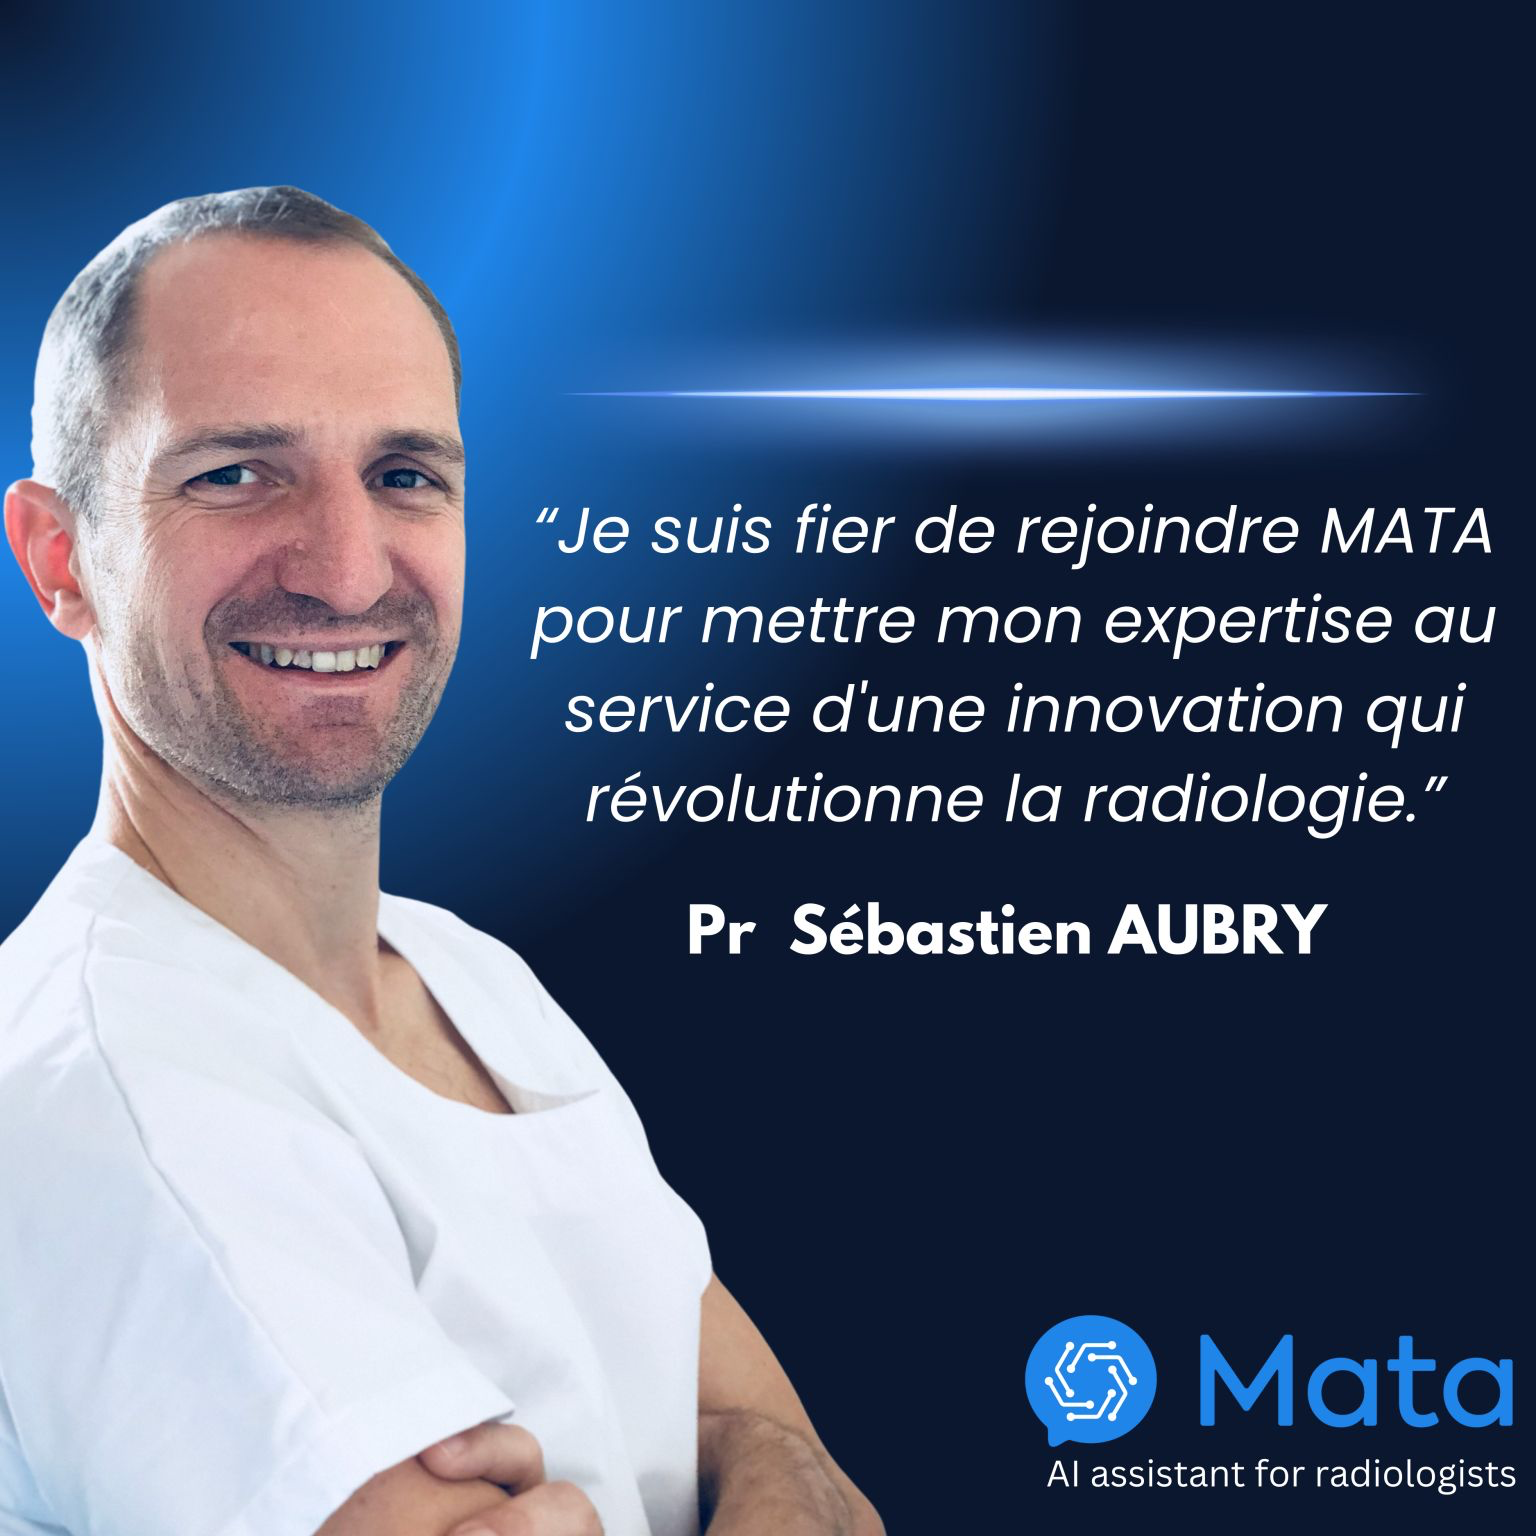 “Je suis fier de rejoindre MATA
pour mettre mon expertise au
service d'une innovation qui
révolutionne la radiologie.”
Pr Sébastien AUBRY
Mata
AI assistant for radiologists